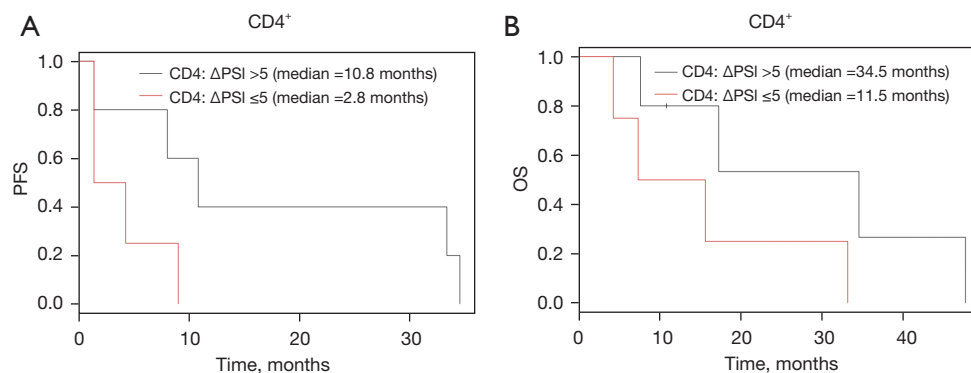 A
CD4⁺
1.0
0.8
0.6
0.4
0.2
0.0
PFS
CD4: ΔPSI >5 (median =10.8 months)
CD4: ΔPSI ≤5 (median =2.8 months)
0
10
20
30
Time, months
B
CD4⁺
1.0
0.8
0.6
0.4
0.2
0.0
OS
CD4: ΔPSI >5 (median =34.5 months)
CD4: ΔPSI ≤5 (median =11.5 months)
0
10
20
30
40
Time, months